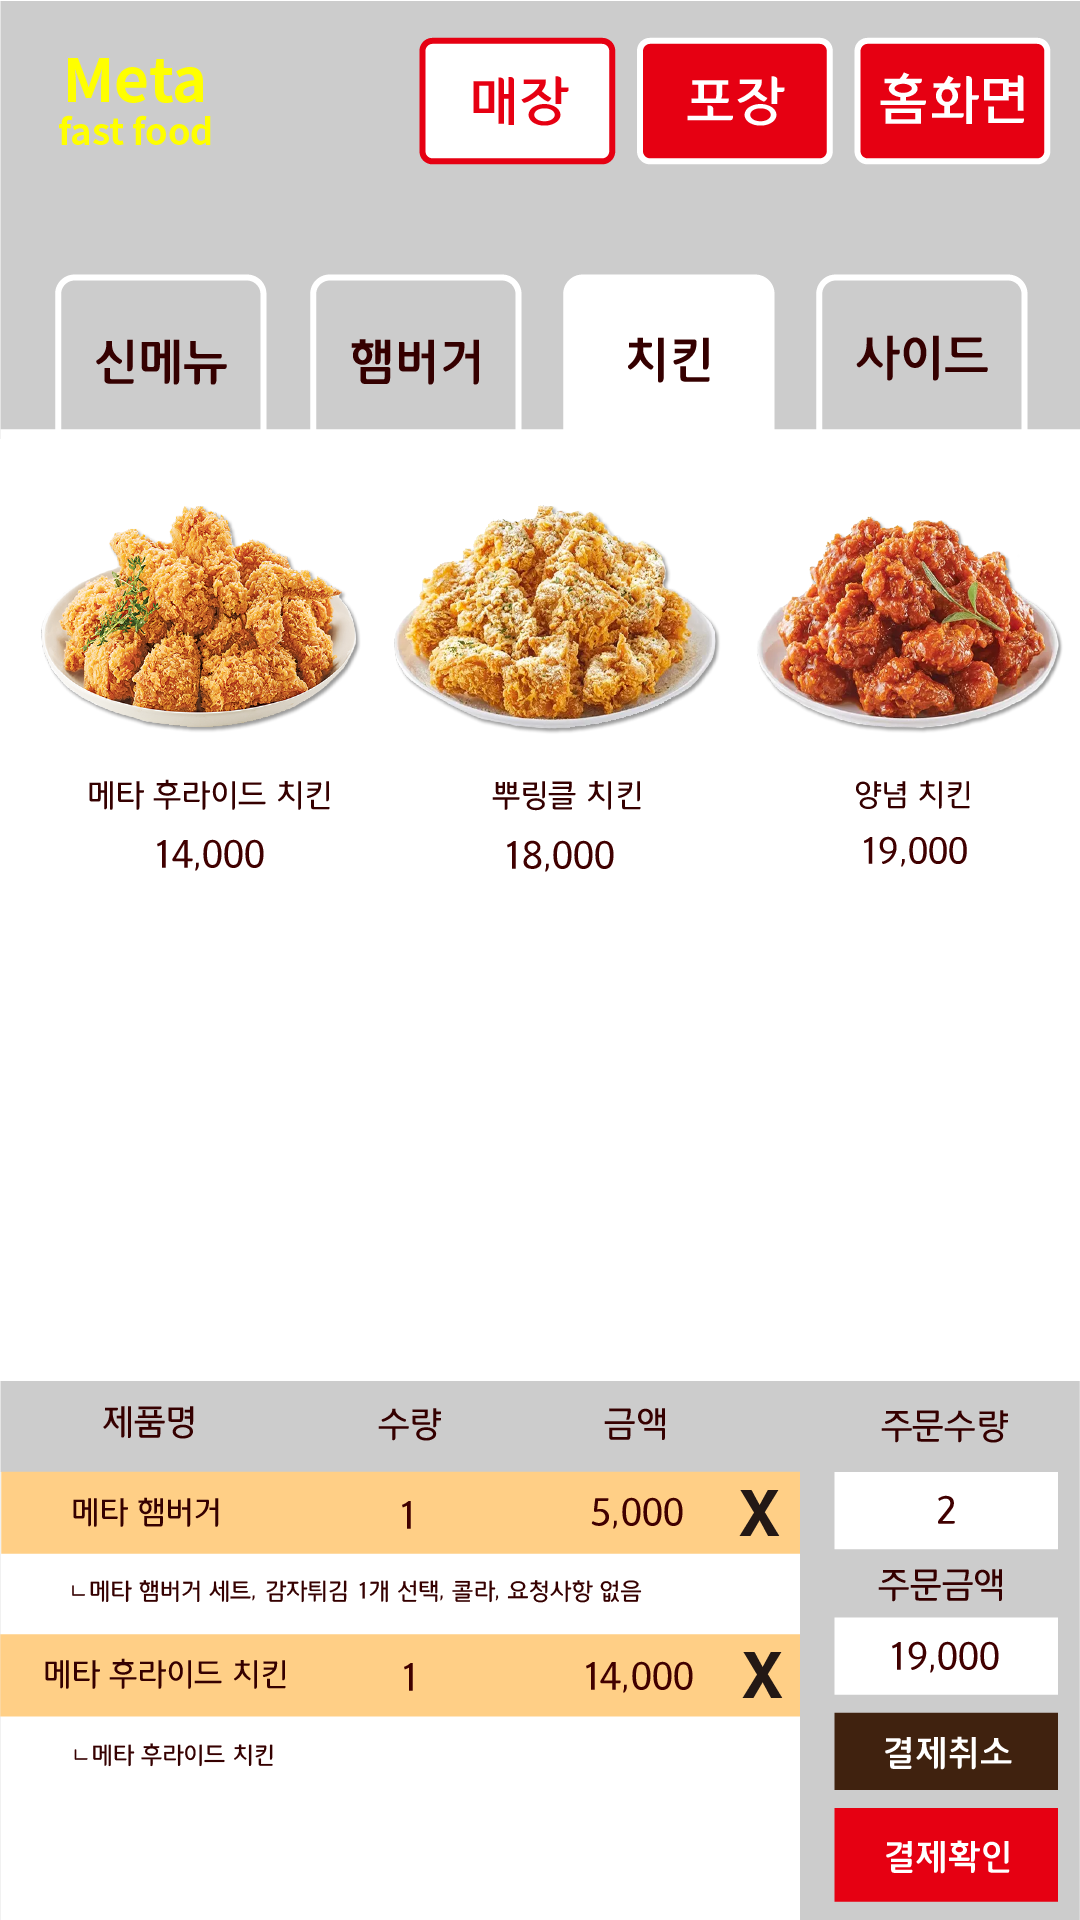 Meta
fast food
매장
포장
홈화면
신메뉴
햄버거
치킨
사이드
메타 후라이드 치킨
14,000
뿌링클 치킨
18,000
양념 치킨
19,000
제품명 수량 금액
메타 햄버거 1 5,000 X
ㄴ메타 햄버거 세트, 감자튀김 1개 선택, 콜라, 요청사항 없음
메타 후라이드 치킨 1 14,000 X
ㄴ메타 후라이드 치킨
주문수량
2
주문금액
19,000
결제취소
결제확인